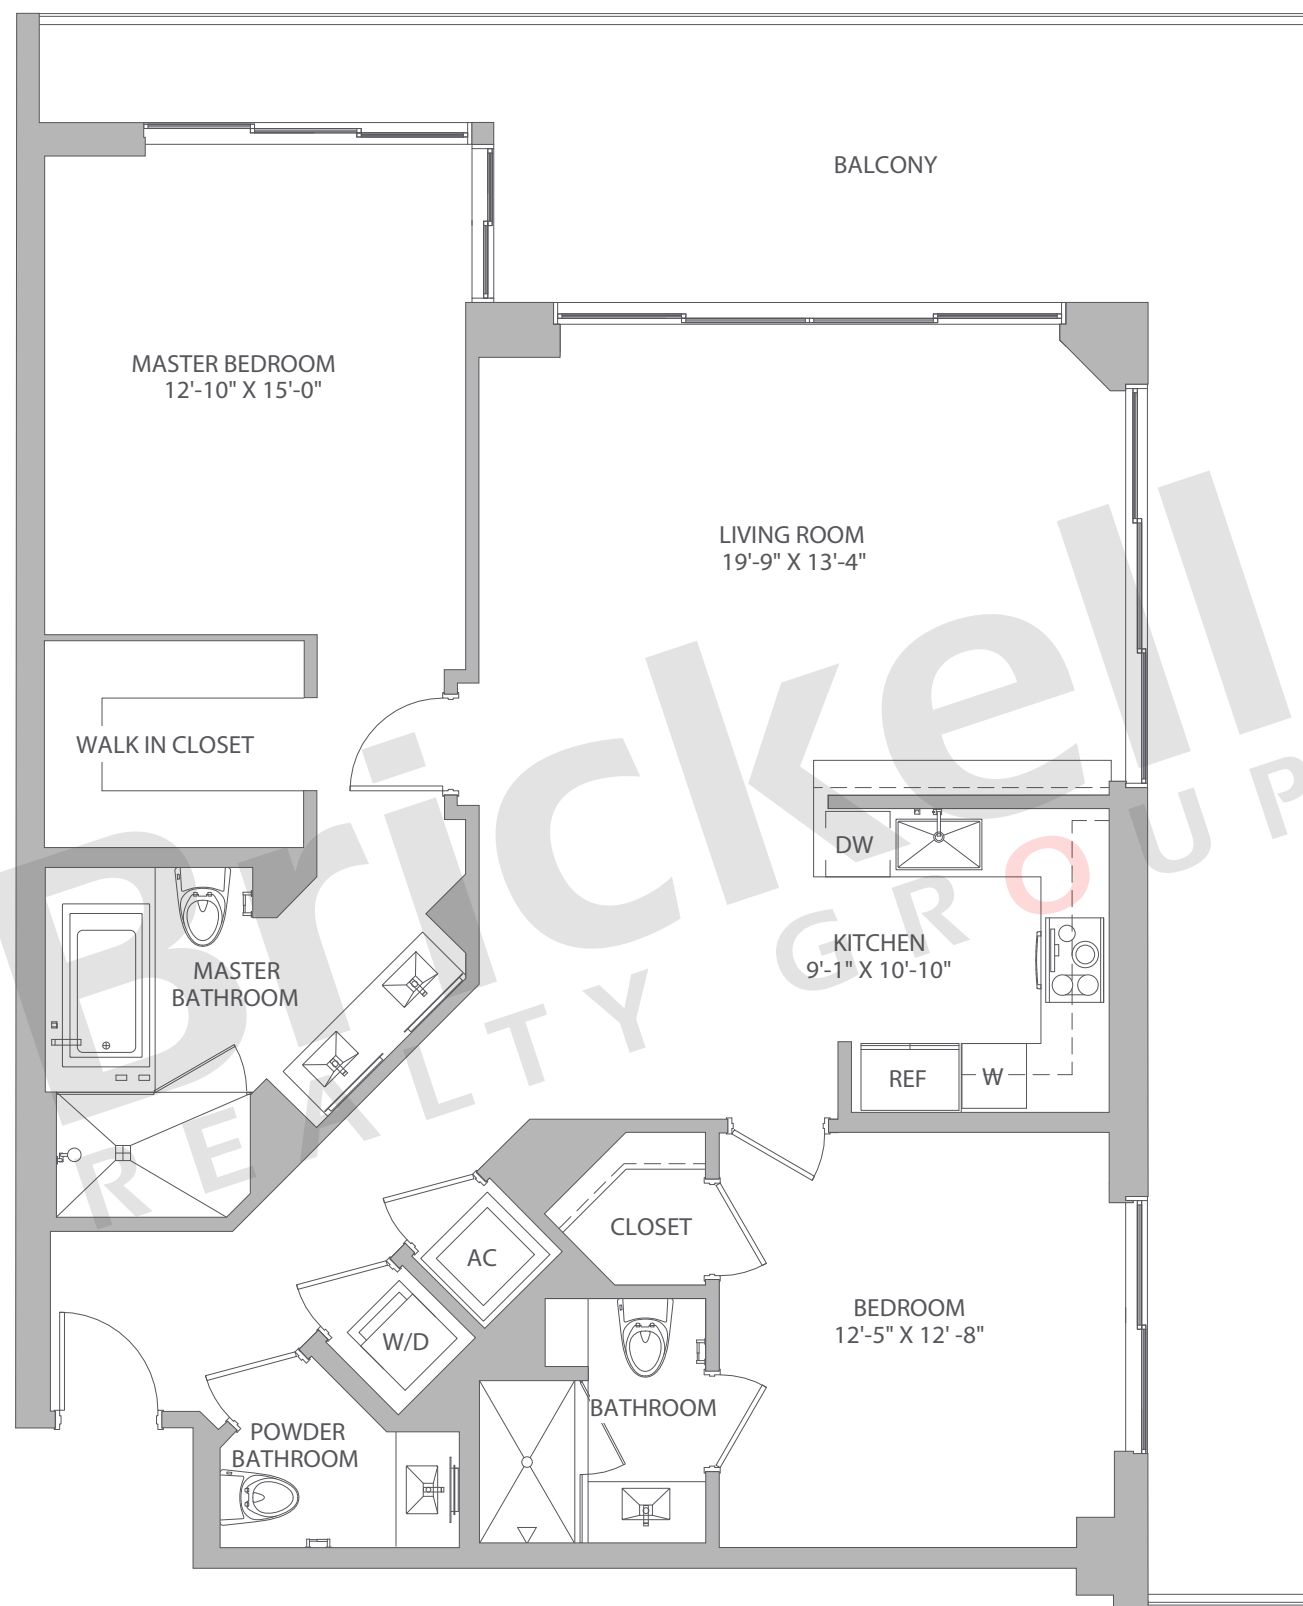 BALCONY
MASTER BEDROOM
12'-10" X 15'-0"
LIVING ROOM
19'-9" X 13'-4"
WALK IN CLOSET
DW
KITCHEN
9'-1" X 10'-10"
MASTER
BATHROOM
REF
W
CLOSET
AC
BEDROOM
12'-5" X 12' -8"
W/D
BATHROOM
POWDER
BATHROOM
Brickell
REALTY GROUP